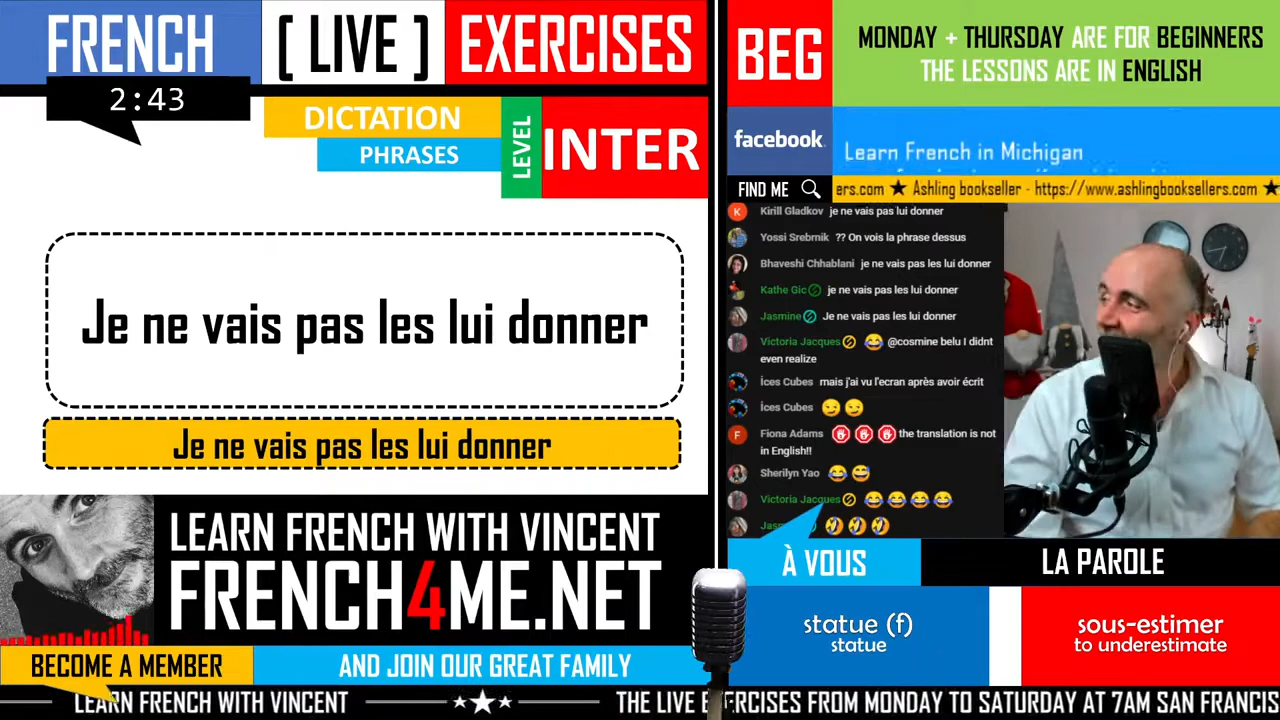 FRENCH
[ LIVE ]
EXERCISES
2:43
DICTATION
PHRASES
LEVEL
INTER
Je ne vais pas les lui donner
Je ne vais pas les lui donner
LEARN FRENCH WITH VINCENT
FRENCH4ME.NET
BECOME A MEMBER
AND JOIN OUR GREAT FAMILY
BEG
MONDAY + THURSDAY ARE FOR BEGINNERS
THE LESSONS ARE IN ENGLISH
facebook.
Learn French in Michigan
FIND ME
ers.com ★ Ashling bookseller - https://www.ashlingbooksellers.com ★
K
Kirill Gladkov je ne vais pas lui donner
Yossi Srebrnik ?? On vois la phrase dessus
Bhaveshi Chhablani je ne vais pas les lui donner
Kathe Gic je ne vais pas les lui donner
Jasmine Je ne vais pas les lui donner
Victoria Jacques 😂 @cosmine belu I didnt
even realize
İces Cubes mais j'ai vu l'ecran après avoir écrit
İces Cubes 😏 😏
F
Fiona Adams the translation is not
in English!!
Sherilyn Yao 😂 😅
Victoria Jacques 😂 😂 😂 😂
Jasm 🤣 🤣 🤣
À VOUS
LA PAROLE
statue (f)
statue
sous-estimer
to underestimate
LEARN FRENCH WITH VINCENT ★ THE LIVE EXERCISES FROM MONDAY TO SATURDAY AT 7AM SAN FRANCIS